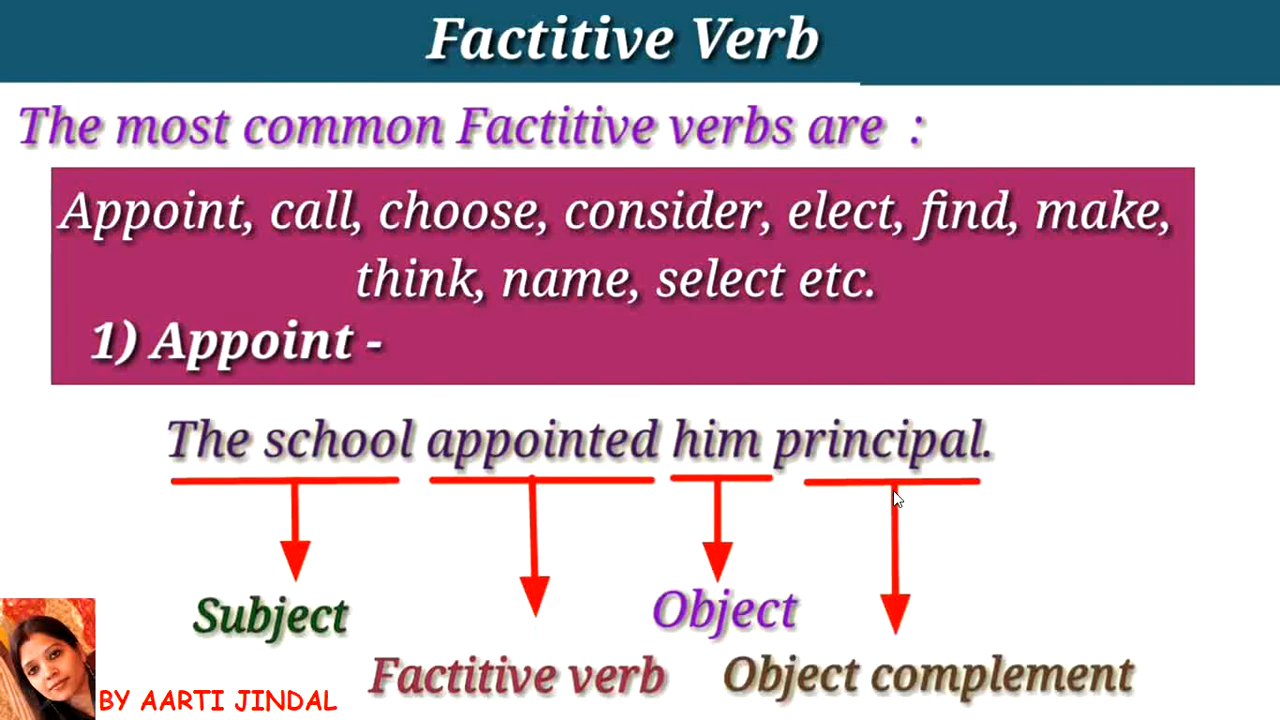 Factitive Verb
The most common Factitive verbs are :
Appoint, call, choose, consider, elect, find, make,
think, name, select etc.
1) Appoint -
The school appointed him principal.
Subject
Object
Factitive verb
Object complement
BY AARTI JINDAL